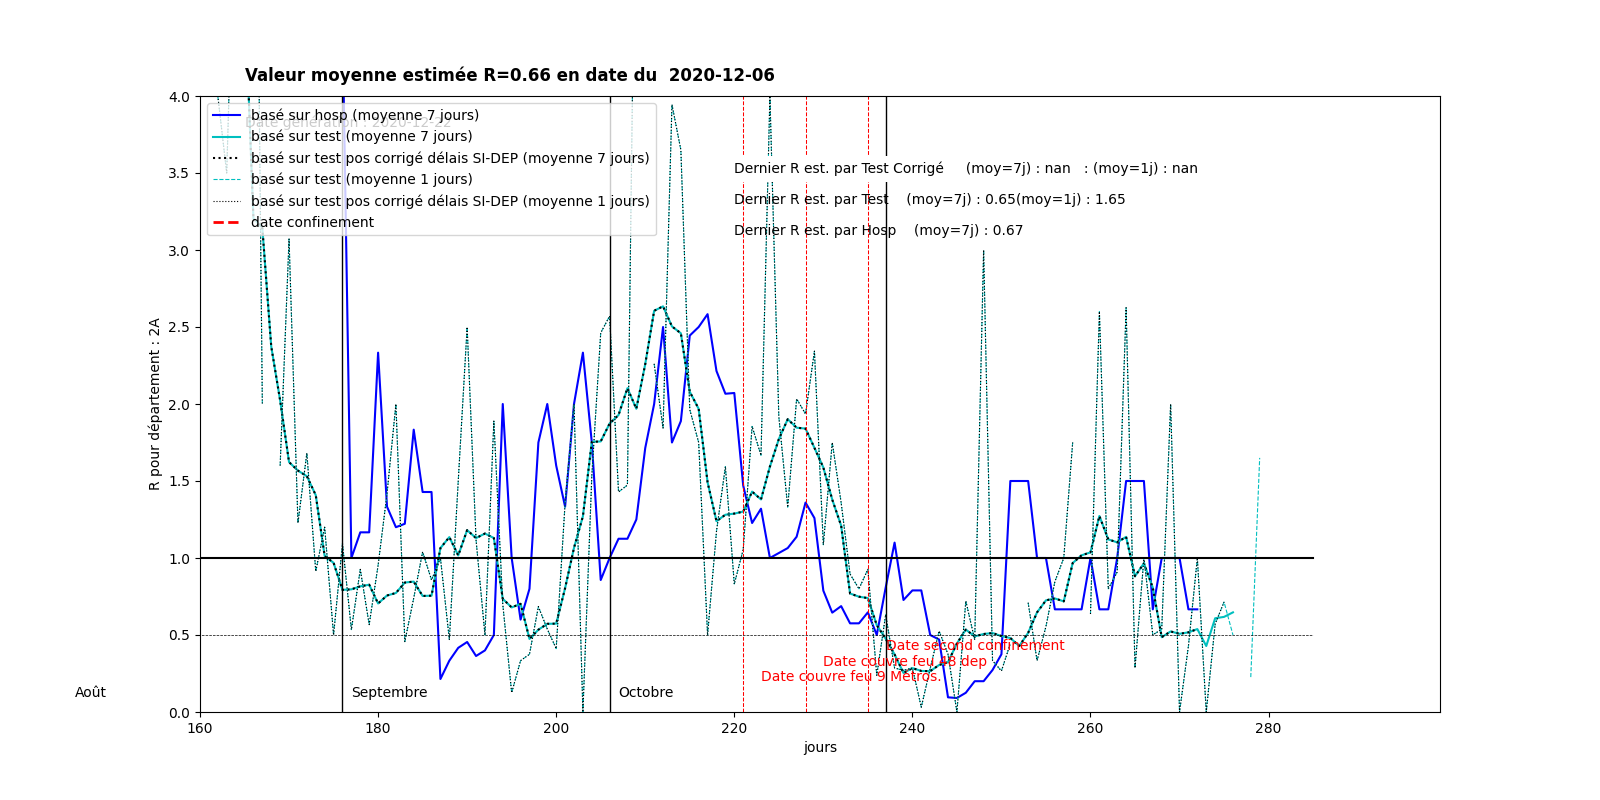 Valeur moyenne estimée R=0.66 en date du  2020-12-06
Date génération : 2020-12-22
basé sur hosp (moyenne 7 jours)
basé sur test (moyenne 7 jours)
basé sur test pos corrigé délais SI-DEP (moyenne 7 jours)
basé sur test (moyenne 1 jours)
basé sur test pos corrigé délais SI-DEP (moyenne 1 jours)
date confinement
Dernier R est. par Test Corrigé     (moy=7j) : nan   : (moy=1j) : nan
Dernier R est. par Test    (moy=7j) : 0.65(moy=1j) : 1.65
Dernier R est. par Hosp    (moy=7j) : 0.67
R pour département : 2A
4.0
3.5
3.0
2.5
2.0
1.5
1.0
0.5
0.0
Date second confinement
Date couvre feu 48 dep
Date couvre feu 9 Métros.
Août
Septembre
Octobre
160
180
200
220
240
260
280
jours